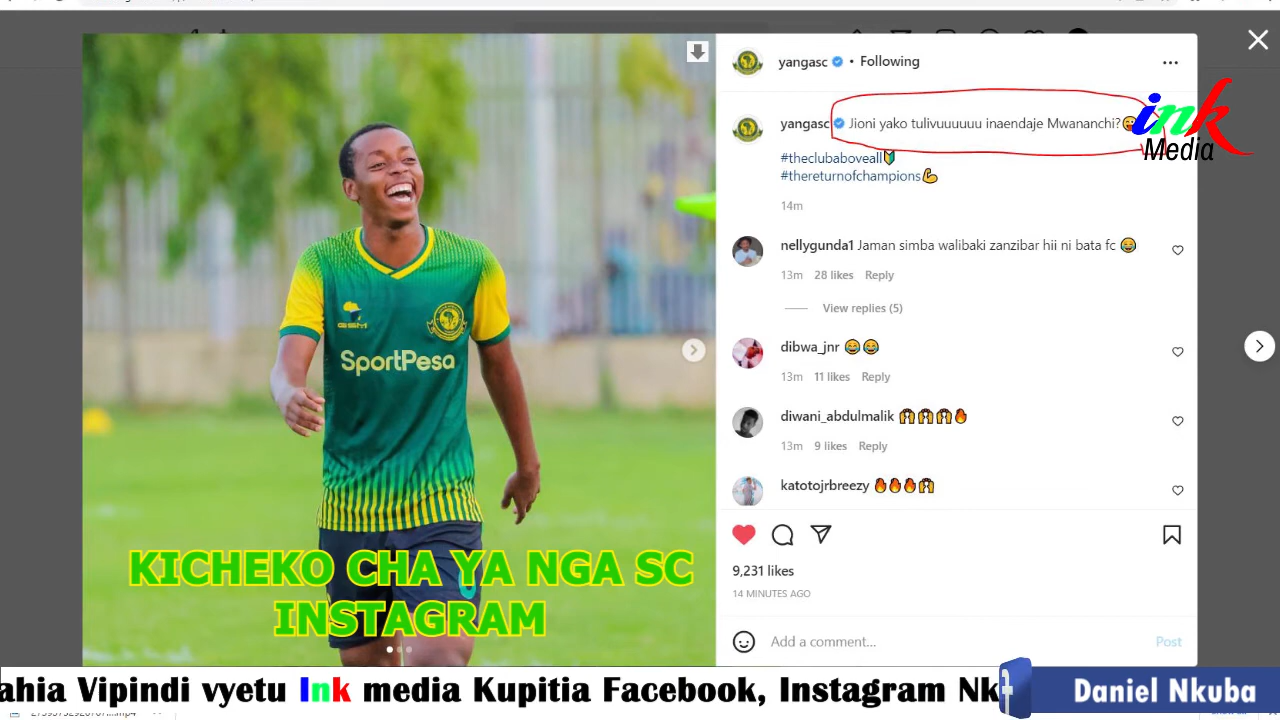 yangasc • Following
yangasc Jioni yako tulivuuuuuu inaendaje Mwananchi?😜
#theclubaboveall🔰
#thereturnofchampions💪
14m
nellygunda1 Jaman simba walibaki zanzibar hii ni bata fc 😂
13m 28 likes Reply
View replies (5)
dibwa_jnr 😂😂
13m 11 likes Reply
diwani_abdulmalik 🙌🙌🙌🔥
13m 9 likes Reply
katotojrbreezy 🔥🔥🔥🙌
9,231 likes
14 MINUTES AGO
Add a comment... Post
ink
Media
GSM
SportPesa
KICHEKO CHA YA NGA SC
INSTAGRAM
ahia Vipindi vyetu Ink media Kupitia Facebook, Instagram Nk
f Daniel Nkuba